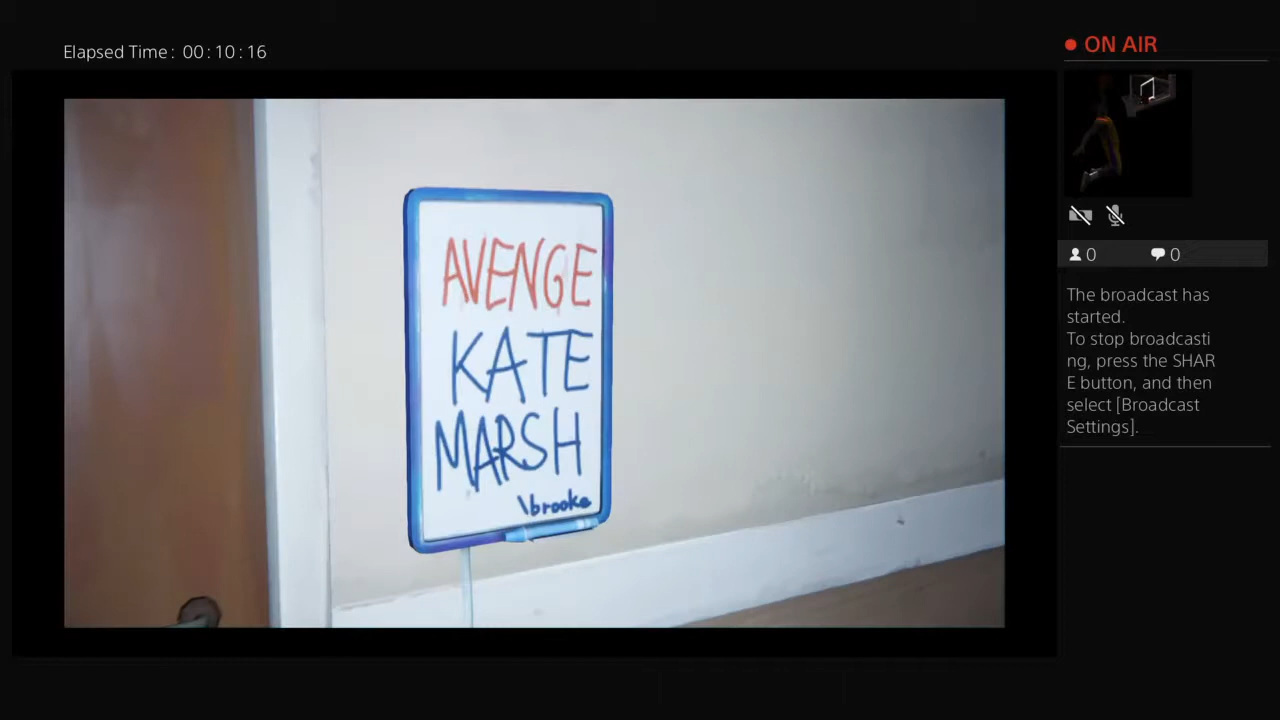 Elapsed Time: 00:10:16
ON AIR
AVENGE
KATE
MARSH
\brooke
0
0
The broadcast has
started.
To stop broadcasti
ng, press the SHAR
E button, and then
select [Broadcast
Settings].